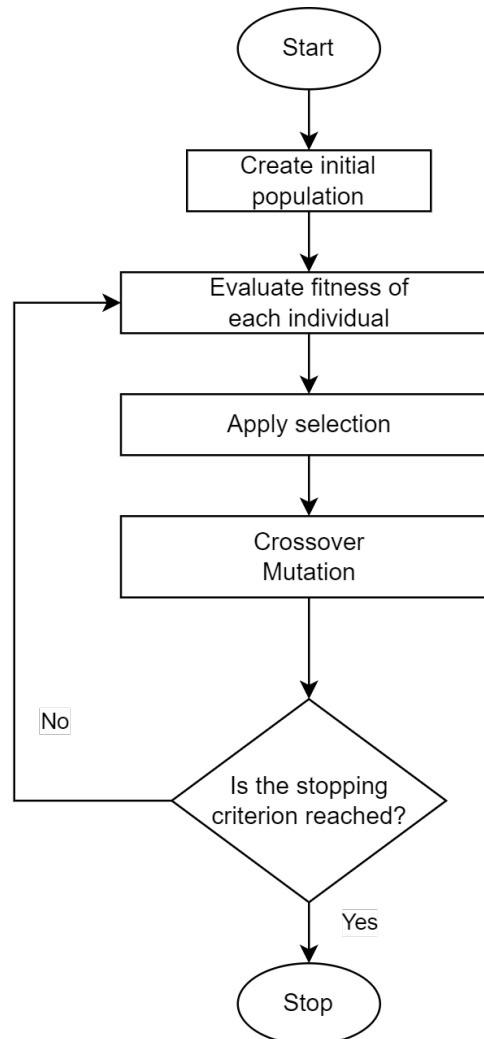 Start
Create initial
population
Evaluate fitness of
each individual
Apply selection
Crossover
Mutation
No
Is the stopping
criterion reached?
Yes
Stop